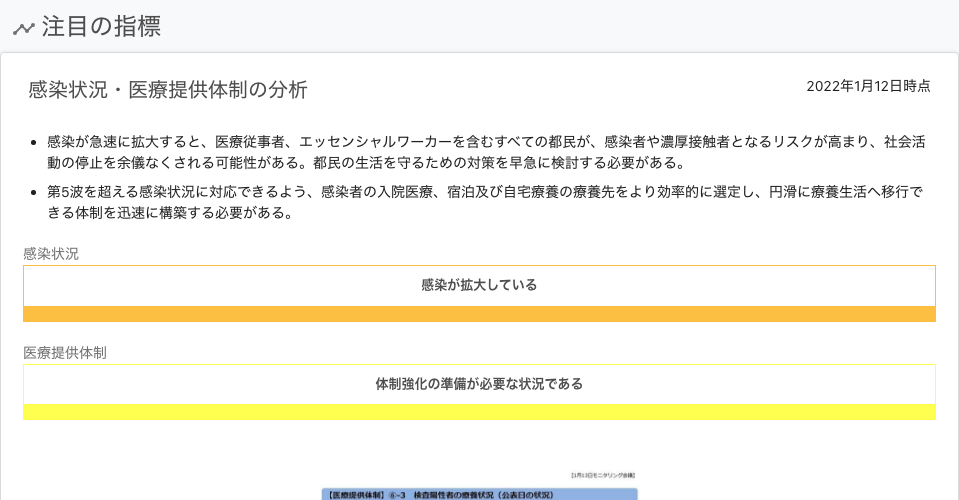 注目の指標
感染状況・医療提供体制の分析
2022年1月12日時点
感染が急速に拡大すると、医療従事者、エッセンシャルワーカーを含むすべての都民が、感染者や濃厚接触者となるリスクが高まり、社会活
動の停止を余儀なくされる可能性がある。都民の生活を守るための対策を早急に検討する必要がある。
第5波を超える感染状況に対応できるよう、感染者の入院医療、宿泊及び自宅療養の療養先をより効率的に選定し、円滑に療養生活へ移行で
きる体制を迅速に構築する必要がある。
感染状況
感染が拡大している
医療提供体制
体制強化の準備が必要な状況である
【1月13日モニタリング会議】
【医療提供体制】⑥-3 検査陽性者の療養状況（公表日の状況）